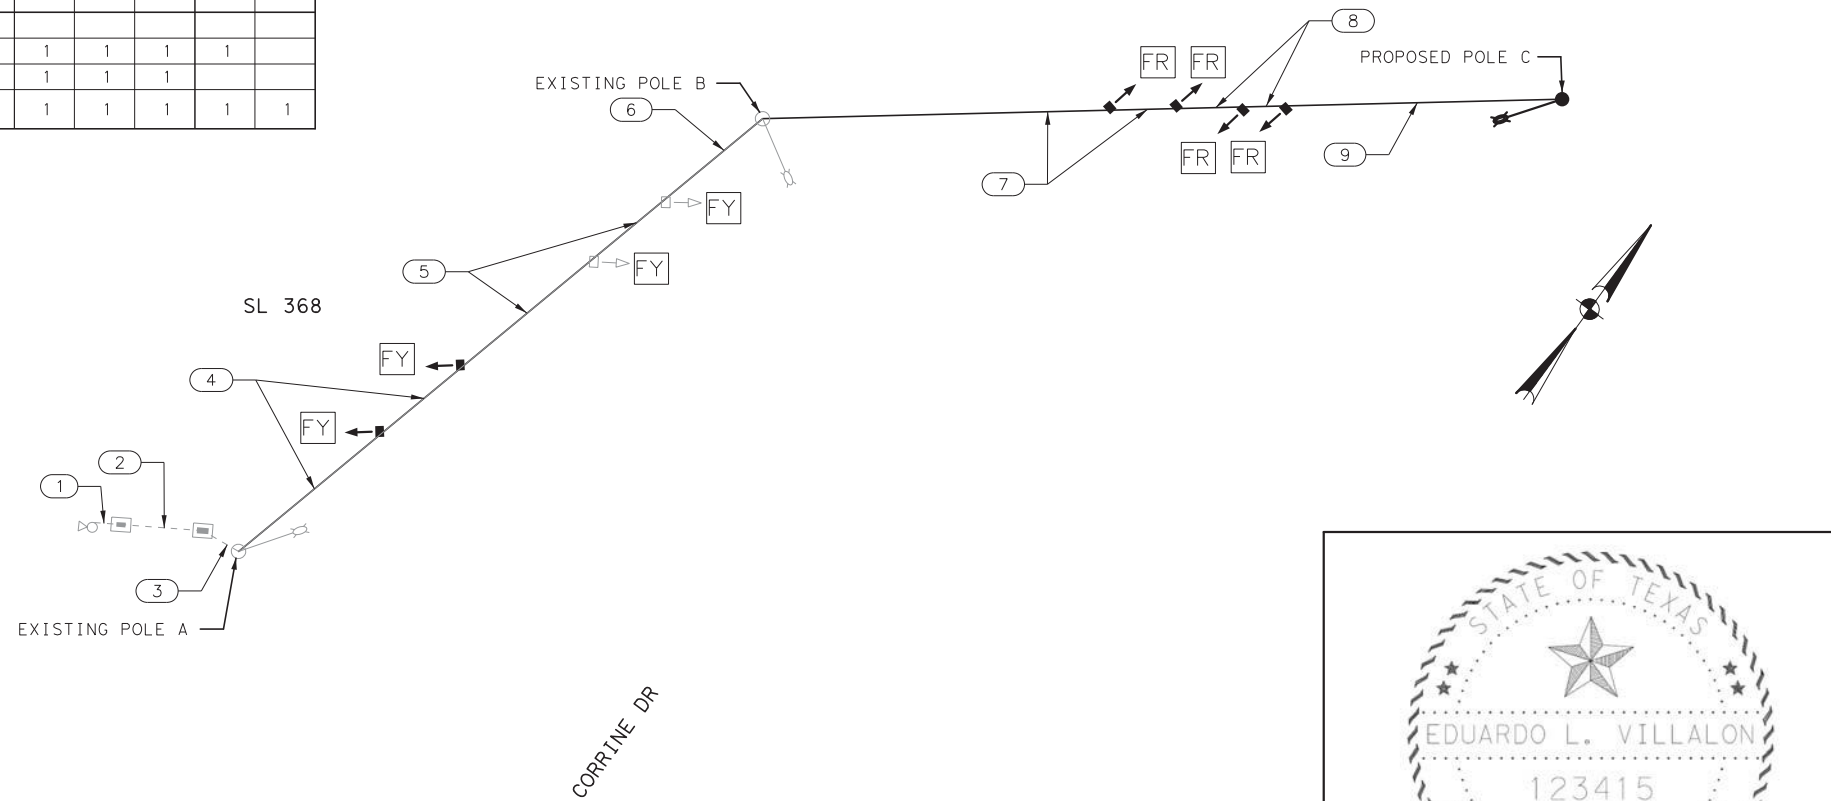 1 1 1 1
1 1 1
1 1 1 1 1
8
FR FR
PROPOSED POLE C
EXISTING POLE B
6
FR FR
9
7
FY
5
FY
SL 368
FY
4
FY
2
1
3
EXISTING POLE A
CORRINE DR
STATE OF TEXAS
EDUARDO L. VILLALON
123415